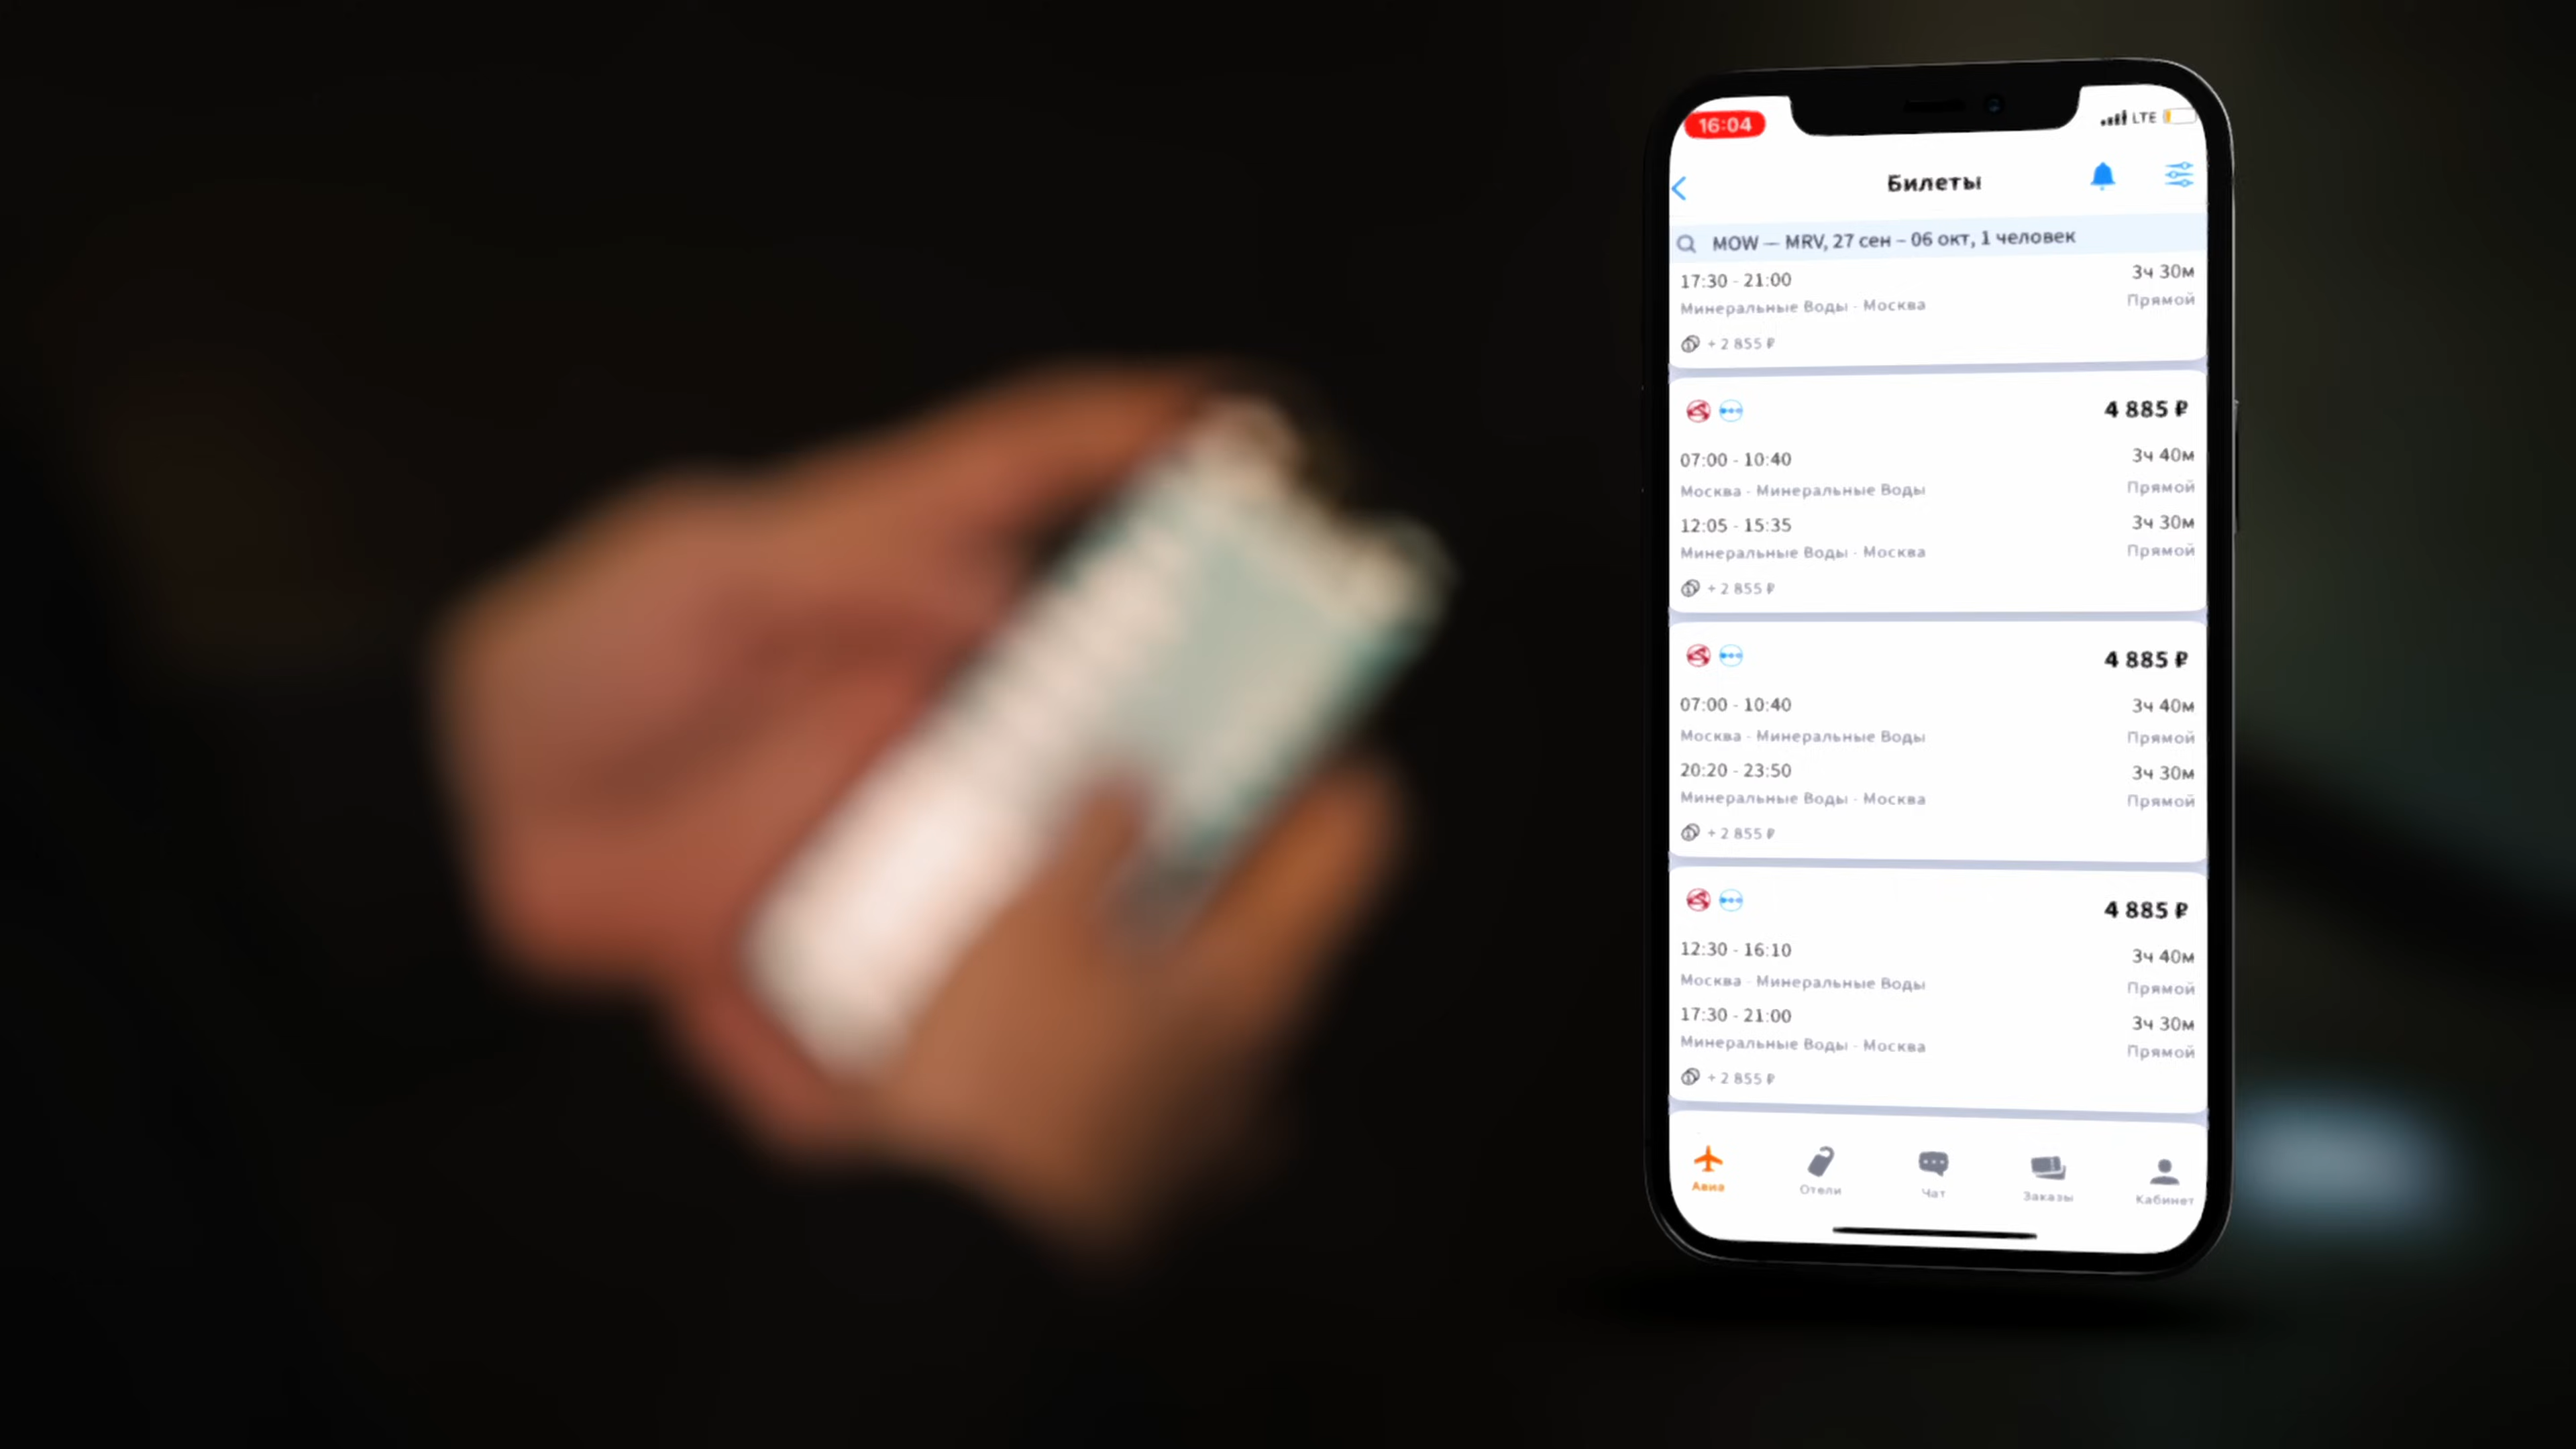 16:04
LTE
Билеты
MOW — MRV, 27 сен – 06 окт, 1 человек
17:30 - 21:00 3ч 30м
Минеральные Воды - Москва Прямой
+ 2 855 ₽
4 885 ₽
07:00 - 10:40 3ч 40м
Москва - Минеральные Воды Прямой
12:05 - 15:35 3ч 30м
Минеральные Воды - Москва Прямой
+ 2 855 ₽
4 885 ₽
07:00 - 10:40 3ч 40м
Москва - Минеральные Воды Прямой
20:20 - 23:50 3ч 30м
Минеральные Воды - Москва Прямой
+ 2 855 ₽
4 885 ₽
12:30 - 16:10 3ч 40м
Москва - Минеральные Воды Прямой
17:30 - 21:00 3ч 30м
Минеральные Воды - Москва Прямой
+ 2 855 ₽
Авиа Отели Чат Заказы Кабинет